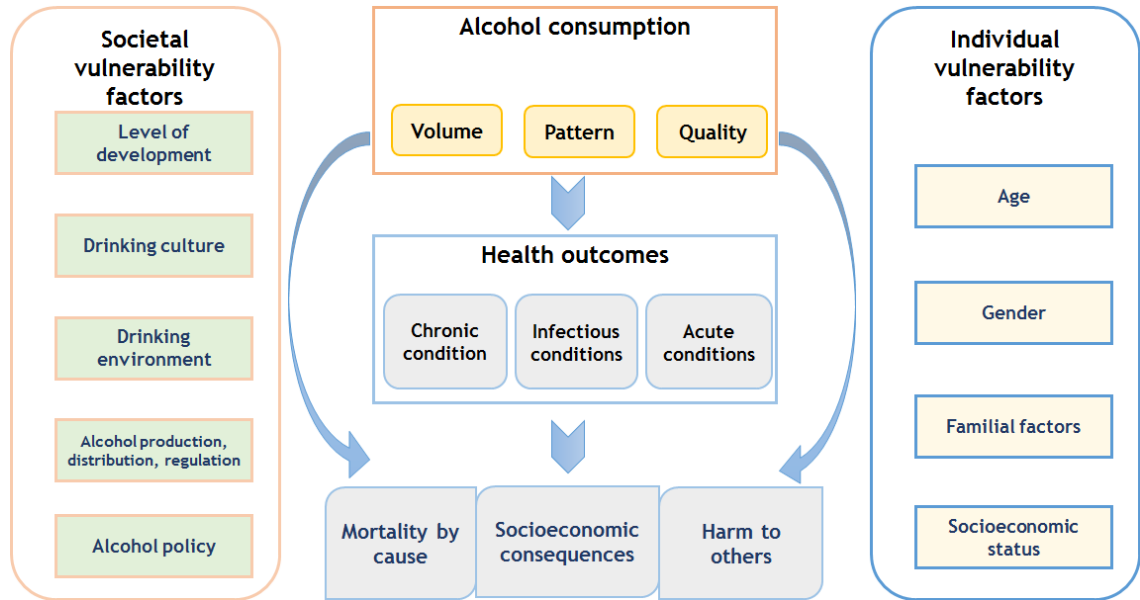 Societal
vulnerability
factors
Level of
development
Drinking culture
Drinking
environment
Alcohol production,
distribution, regulation
Alcohol policy
Alcohol consumption
Volume
Pattern
Quality
Health outcomes
Chronic
condition
Infectious
conditions
Acute
conditions
Mortality by
cause
Socioeconomic
consequences
Harm to
others
Individual
vulnerability
factors
Age
Gender
Familial factors
Socioeconomic
status